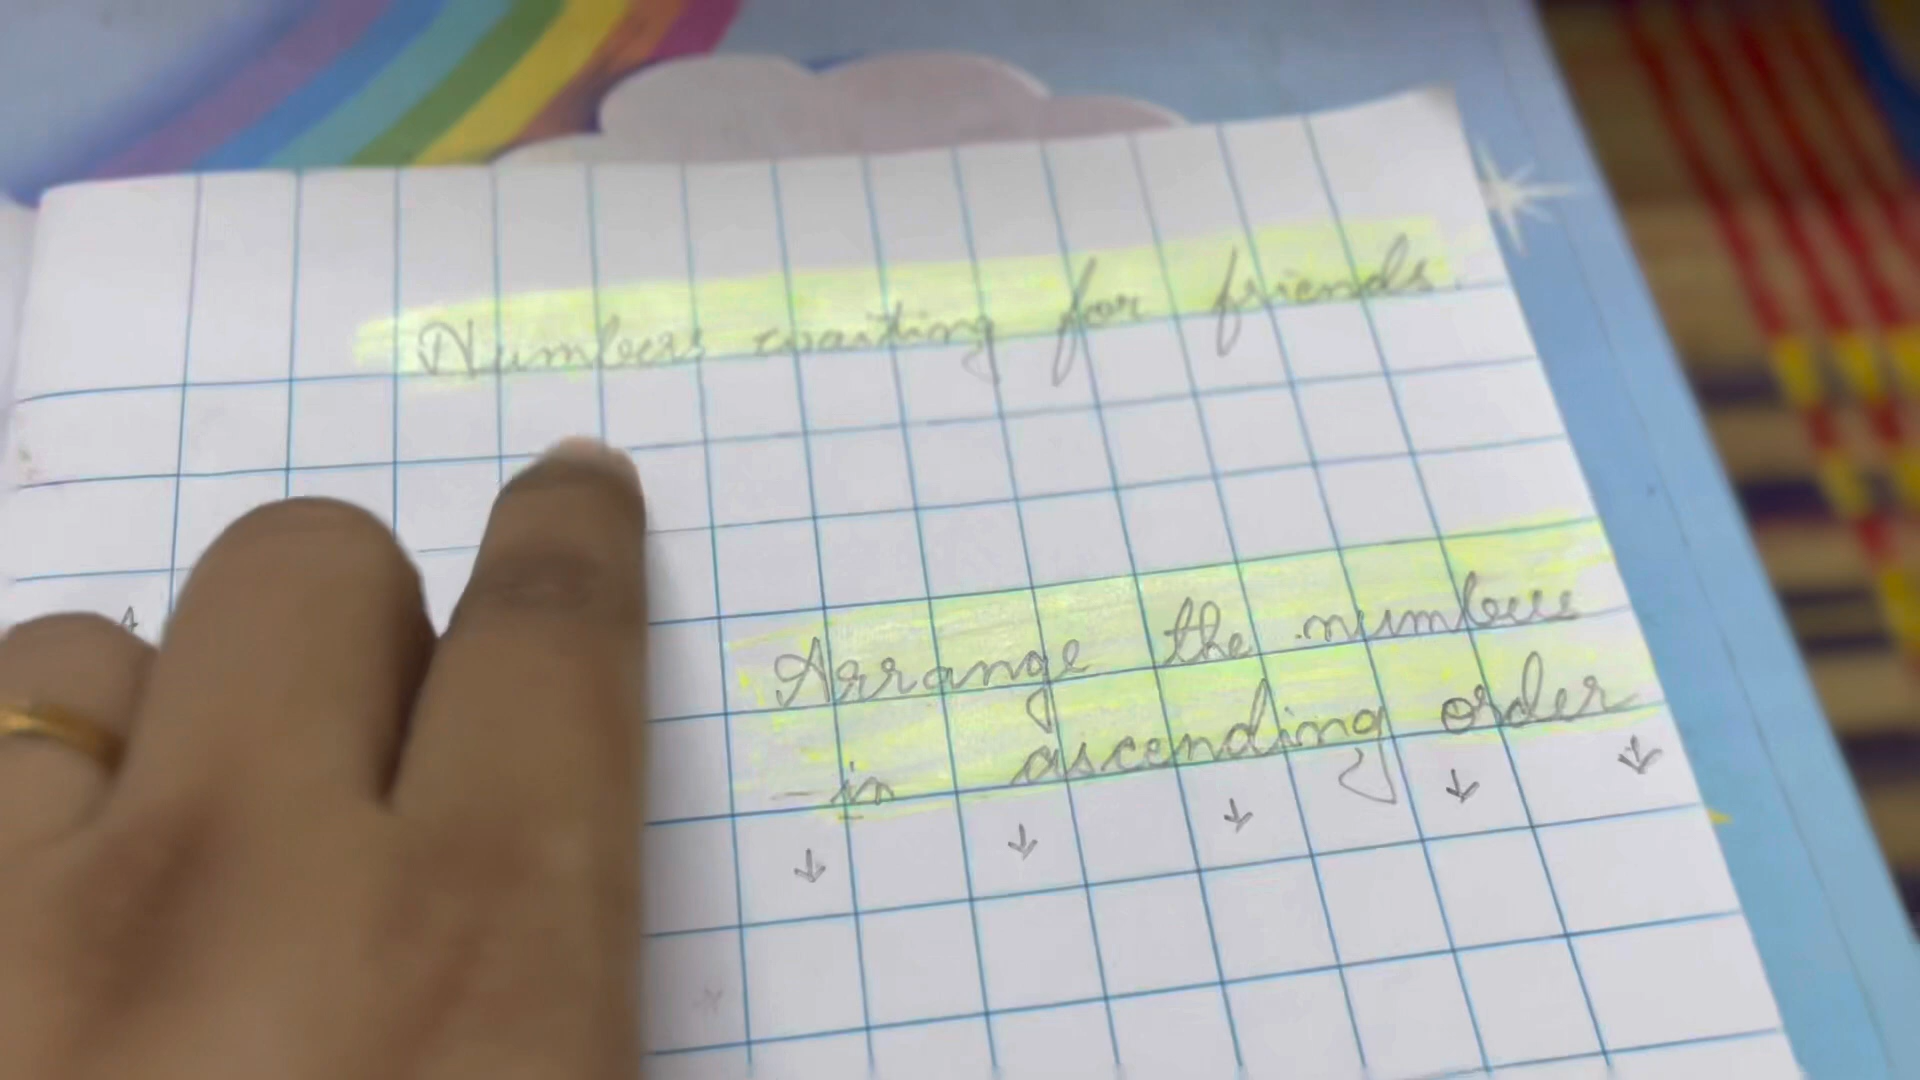 Numbers waiting for friends.
Arrange the numbers
in ascending order